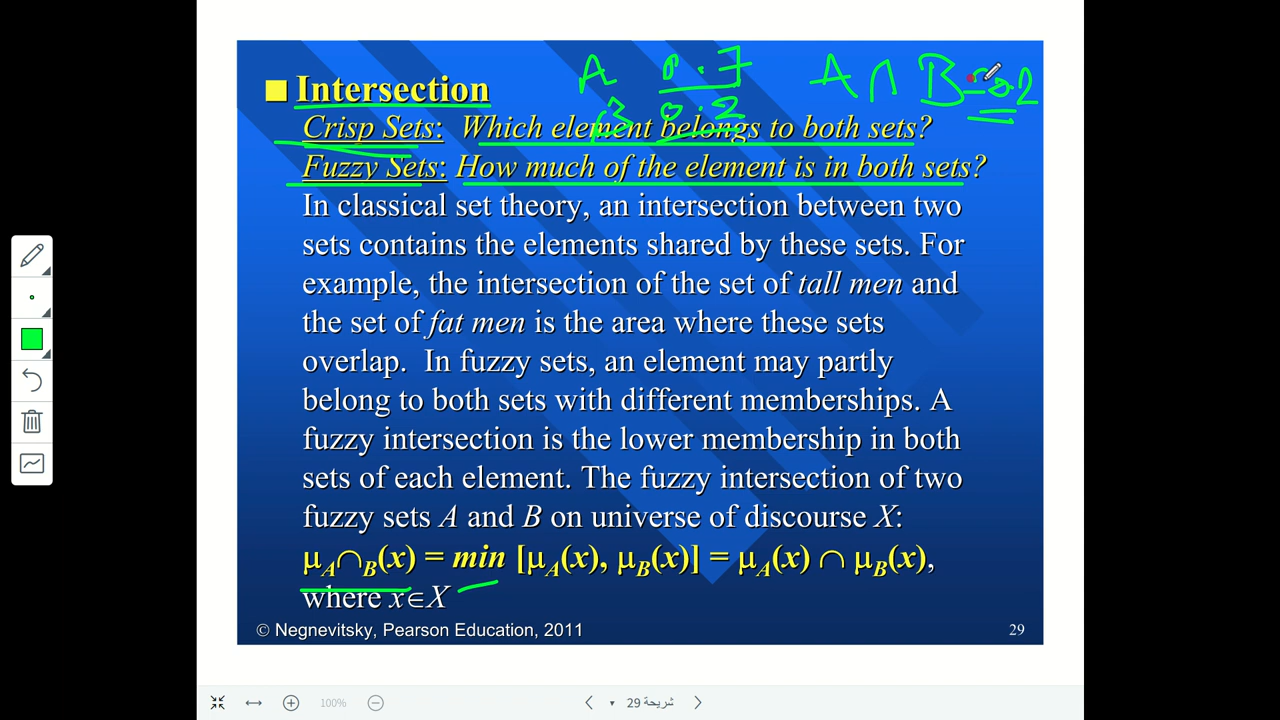 A 0.7 A ∩ B = 0.2
■ Intersection
B 0.2
Crisp Sets: Which element belongs to both sets?
Fuzzy Sets: How much of the element is in both sets?
In classical set theory, an intersection between two
sets contains the elements shared by these sets. For
example, the intersection of the set of tall men and
the set of fat men is the area where these sets
overlap. In fuzzy sets, an element may partly
belong to both sets with different memberships. A
fuzzy intersection is the lower membership in both
sets of each element. The fuzzy intersection of two
fuzzy sets A and B on universe of discourse X:
μA∩B(x) = min [μA(x), μB(x)] = μA(x) ∩ μB(x),
where x∈X
© Negnevitsky, Pearson Education, 2011
29
100%
شريحة 29